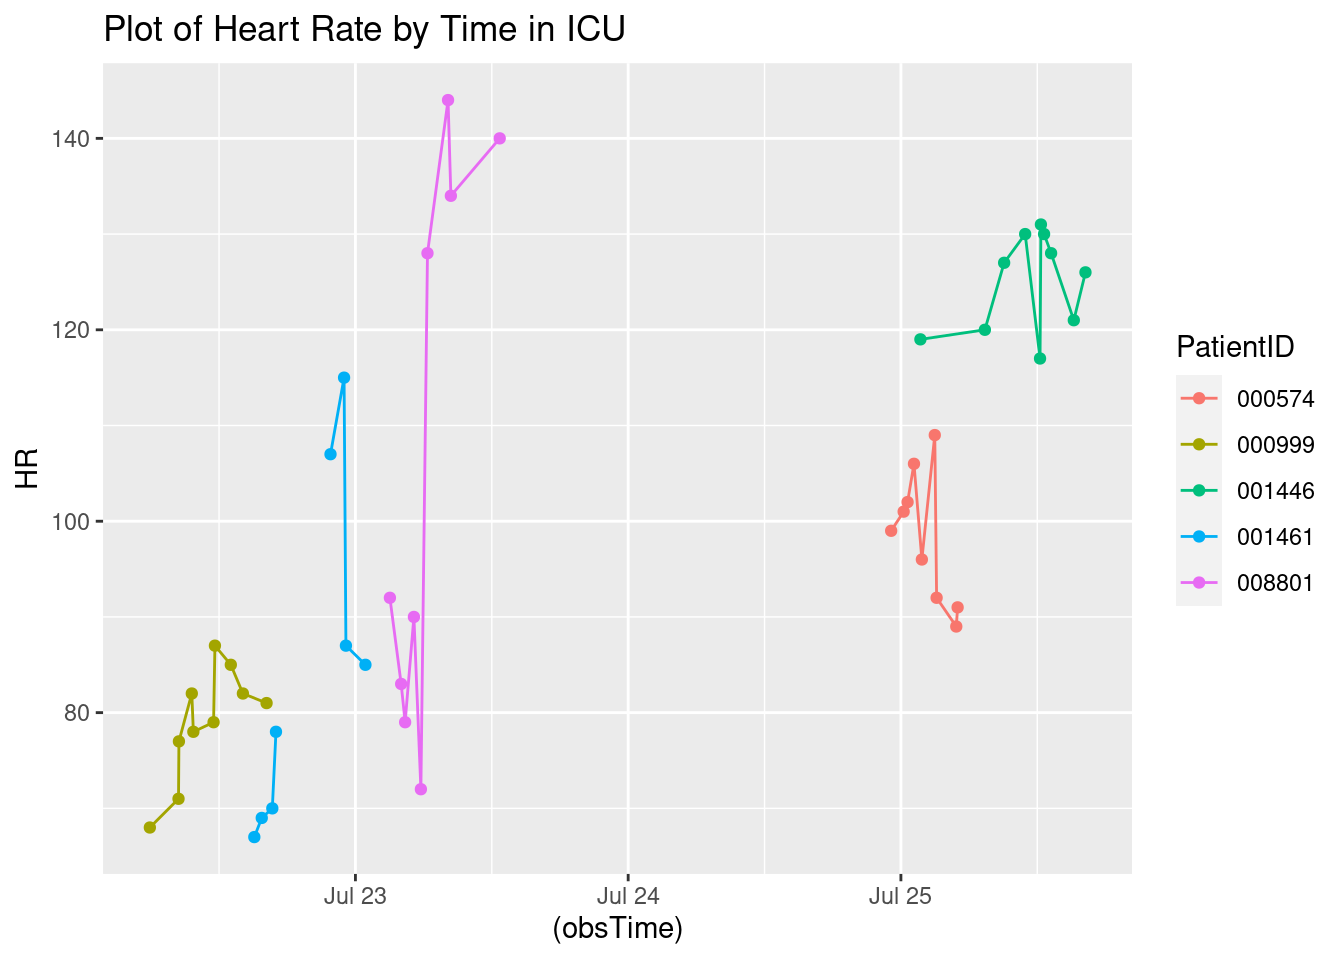 Plot of Heart Rate by Time in ICU
HR
140
120
100
80
Jul 23
Jul 24
Jul 25
(obsTime)
PatientID
000574
000999
001446
001461
008801